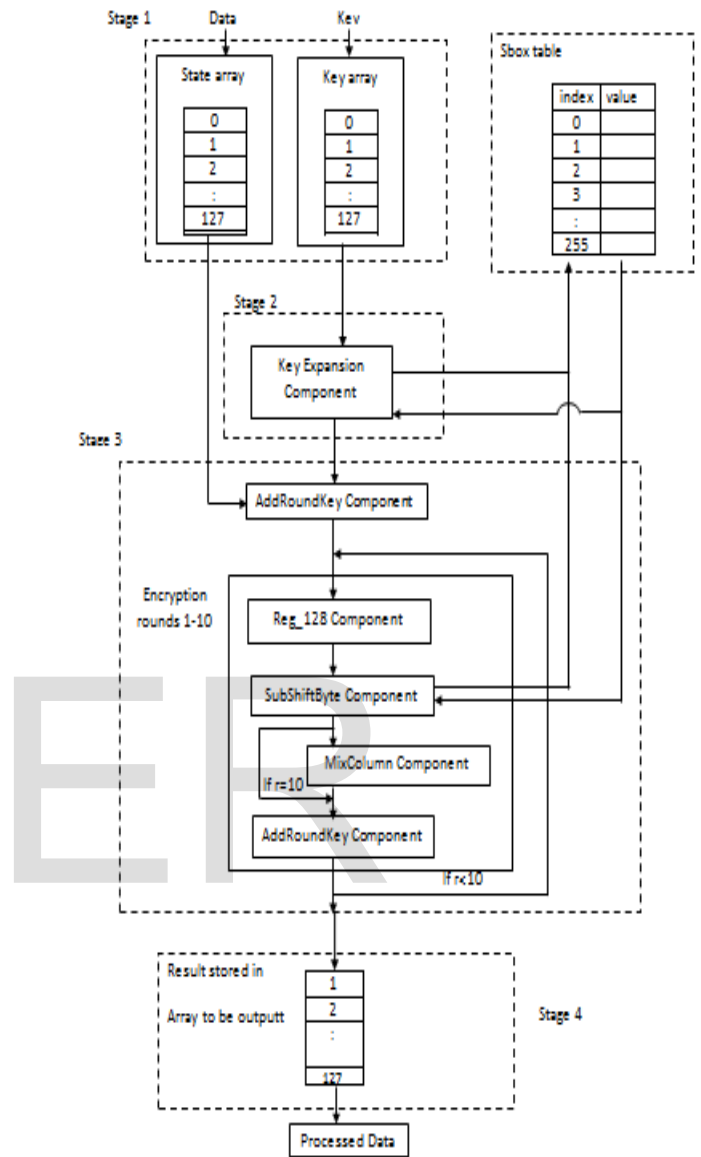 Stage 1
Data
Kev
Sbox table
State array
0
1
2
:
127
Key array
0
1
2
:
127
index value
0
1
2
3
:
255
Stage 2
Key Expansion
Component
Stage 3
AddRoundKey Component
Encryption
rounds 1-10
Reg_128 Component
SubShiftByte Component
MixColumn Component
If r=10
AddRoundKey Component
If r<10
Result stored in
Array to be outputt
1
2
:
127
Stage 4
Processed Data
ER